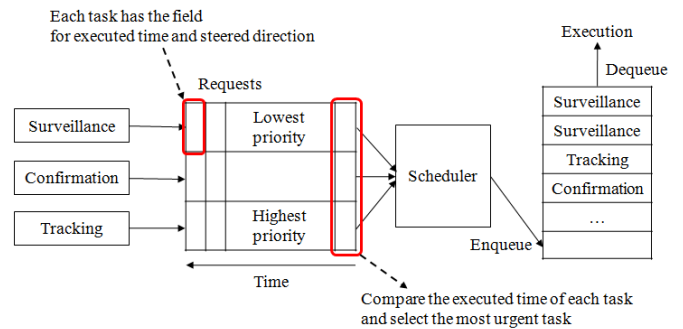 Each task has the field
for executed time and steered direction
Execution
Dequeue
Requests
Surveillance
Confirmation
Tracking
Lowest
priority
Highest
priority
Time
Scheduler
Enqueue
Surveillance
Surveillance
Tracking
Confirmation
...
Compare the executed time of each task
and select the most urgent task